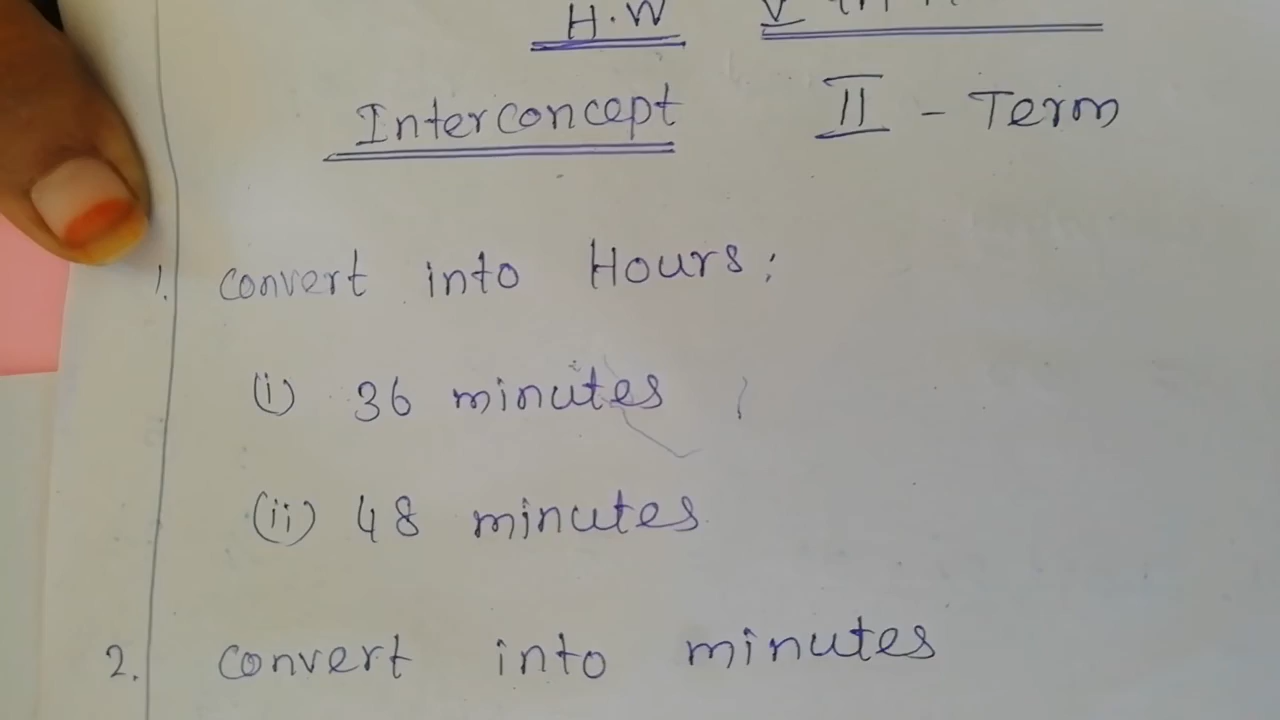 H.W
Interconcept II - Term
1. convert into Hours:
(i) 36 minutes
(ii) 48 minutes
2. convert into minutes